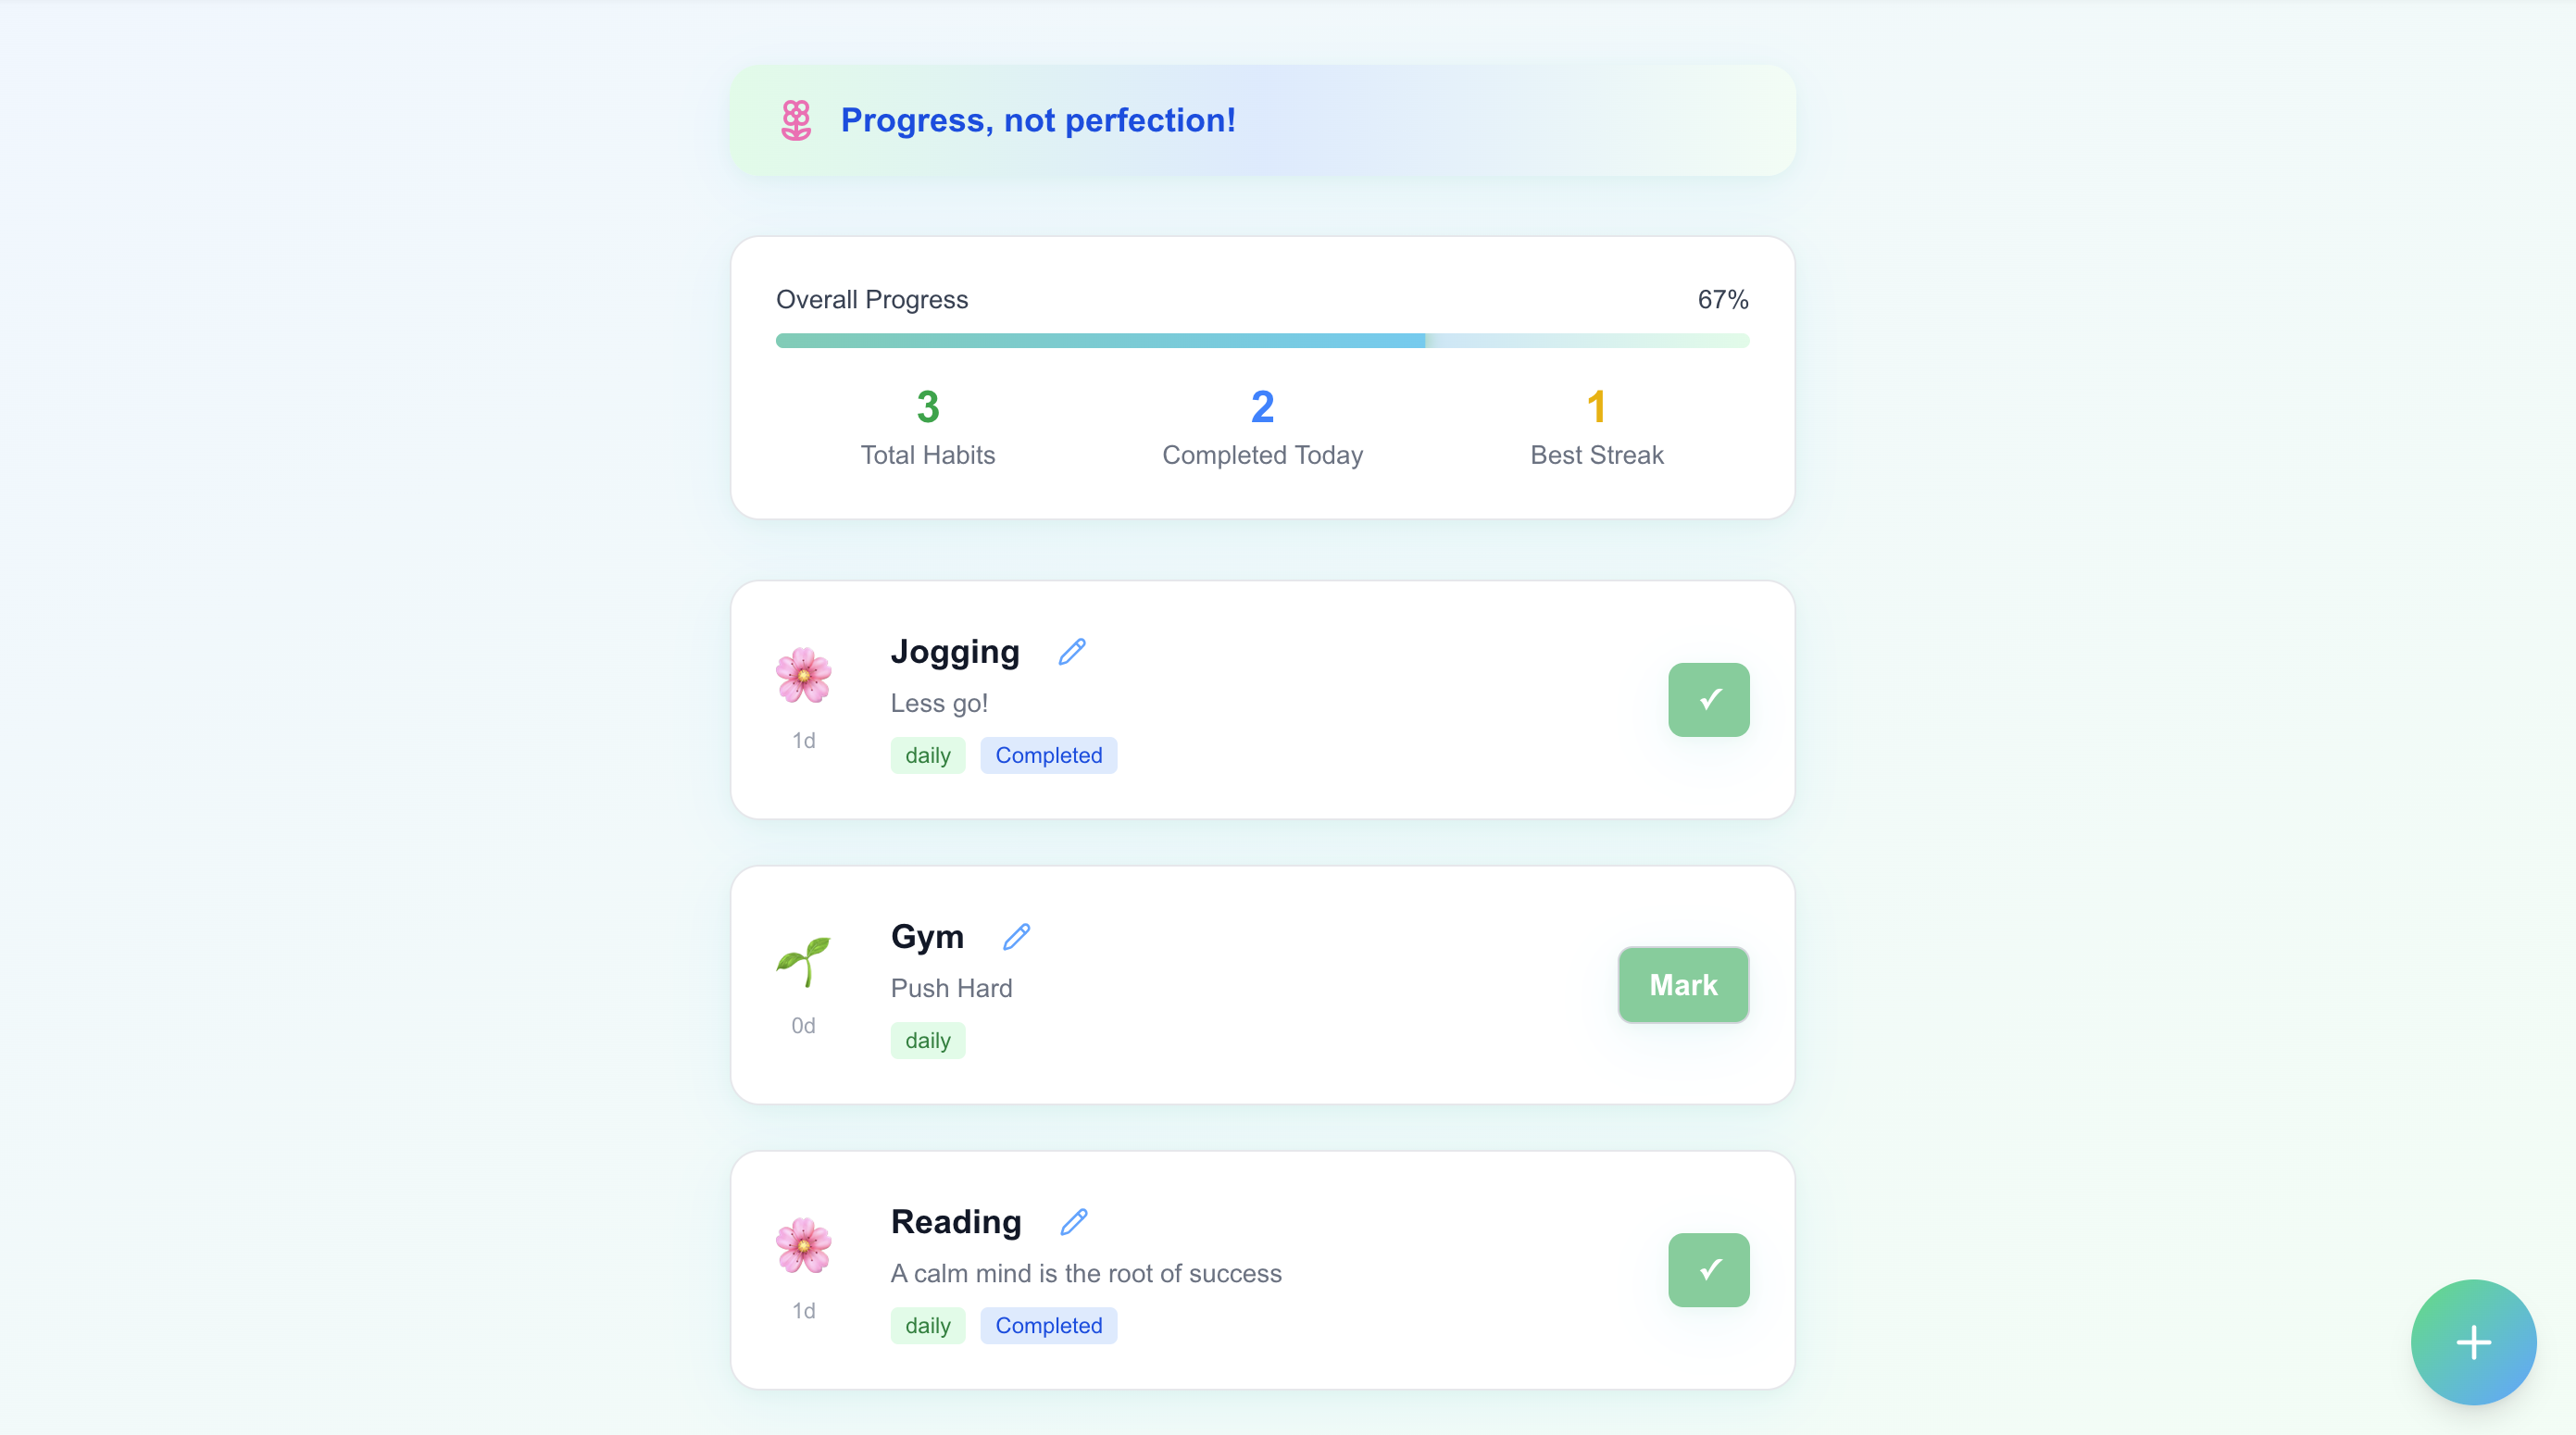 Progress, not perfection!
Overall Progress 67%
3 2 1
Total Habits Completed Today Best Streak
Jogging
Less go!
1d
daily Completed
✓
Gym
Push Hard
0d
daily
Mark
Reading
A calm mind is the root of success
1d
daily Completed
✓
+